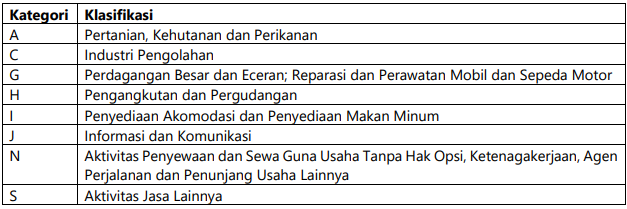 Kategori Klasifikasi
A Pertanian, Kehutanan dan Perikanan
C Industri Pengolahan
G Perdagangan Besar dan Eceran; Reparasi dan Perawatan Mobil dan Sepeda Motor
H Pengangkutan dan Pergudangan
I Penyediaan Akomodasi dan Penyediaan Makan Minum
J Informasi dan Komunikasi
N Aktivitas Penyewaan dan Sewa Guna Usaha Tanpa Hak Opsi, Ketenagakerjaan, Agen
Perjalanan dan Penunjang Usaha Lainnya
S Aktivitas Jasa Lainnya